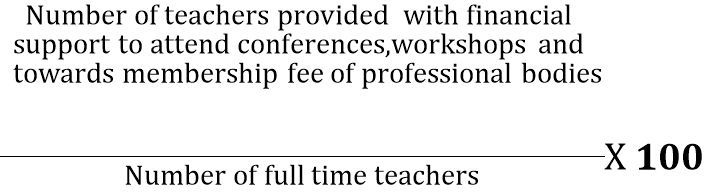 Number of teachers provided with financial
support to attend conferences,workshops and
towards membership fee of professional bodies
X 100
Number of full time teachers